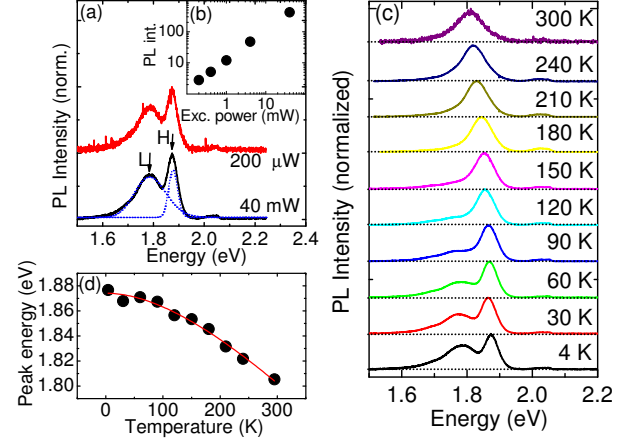 (a)
(b)
PL int.
100
10
1
10
Exc. power (mW)
PL Intensity (norm.)
L
H
200 μW
40 mW
1.6
1.8
2.0
2.2
2.4
Energy (eV)
(c)
PL Intensity (normalized)
300 K
240 K
210 K
180 K
150 K
120 K
90 K
60 K
30 K
4 K
1.6
1.8
2.0
2.2
Energy (eV)
(d)
Peak energy (eV)
1.88
1.86
1.84
1.82
1.80
0
100
200
300
Temperature (K)